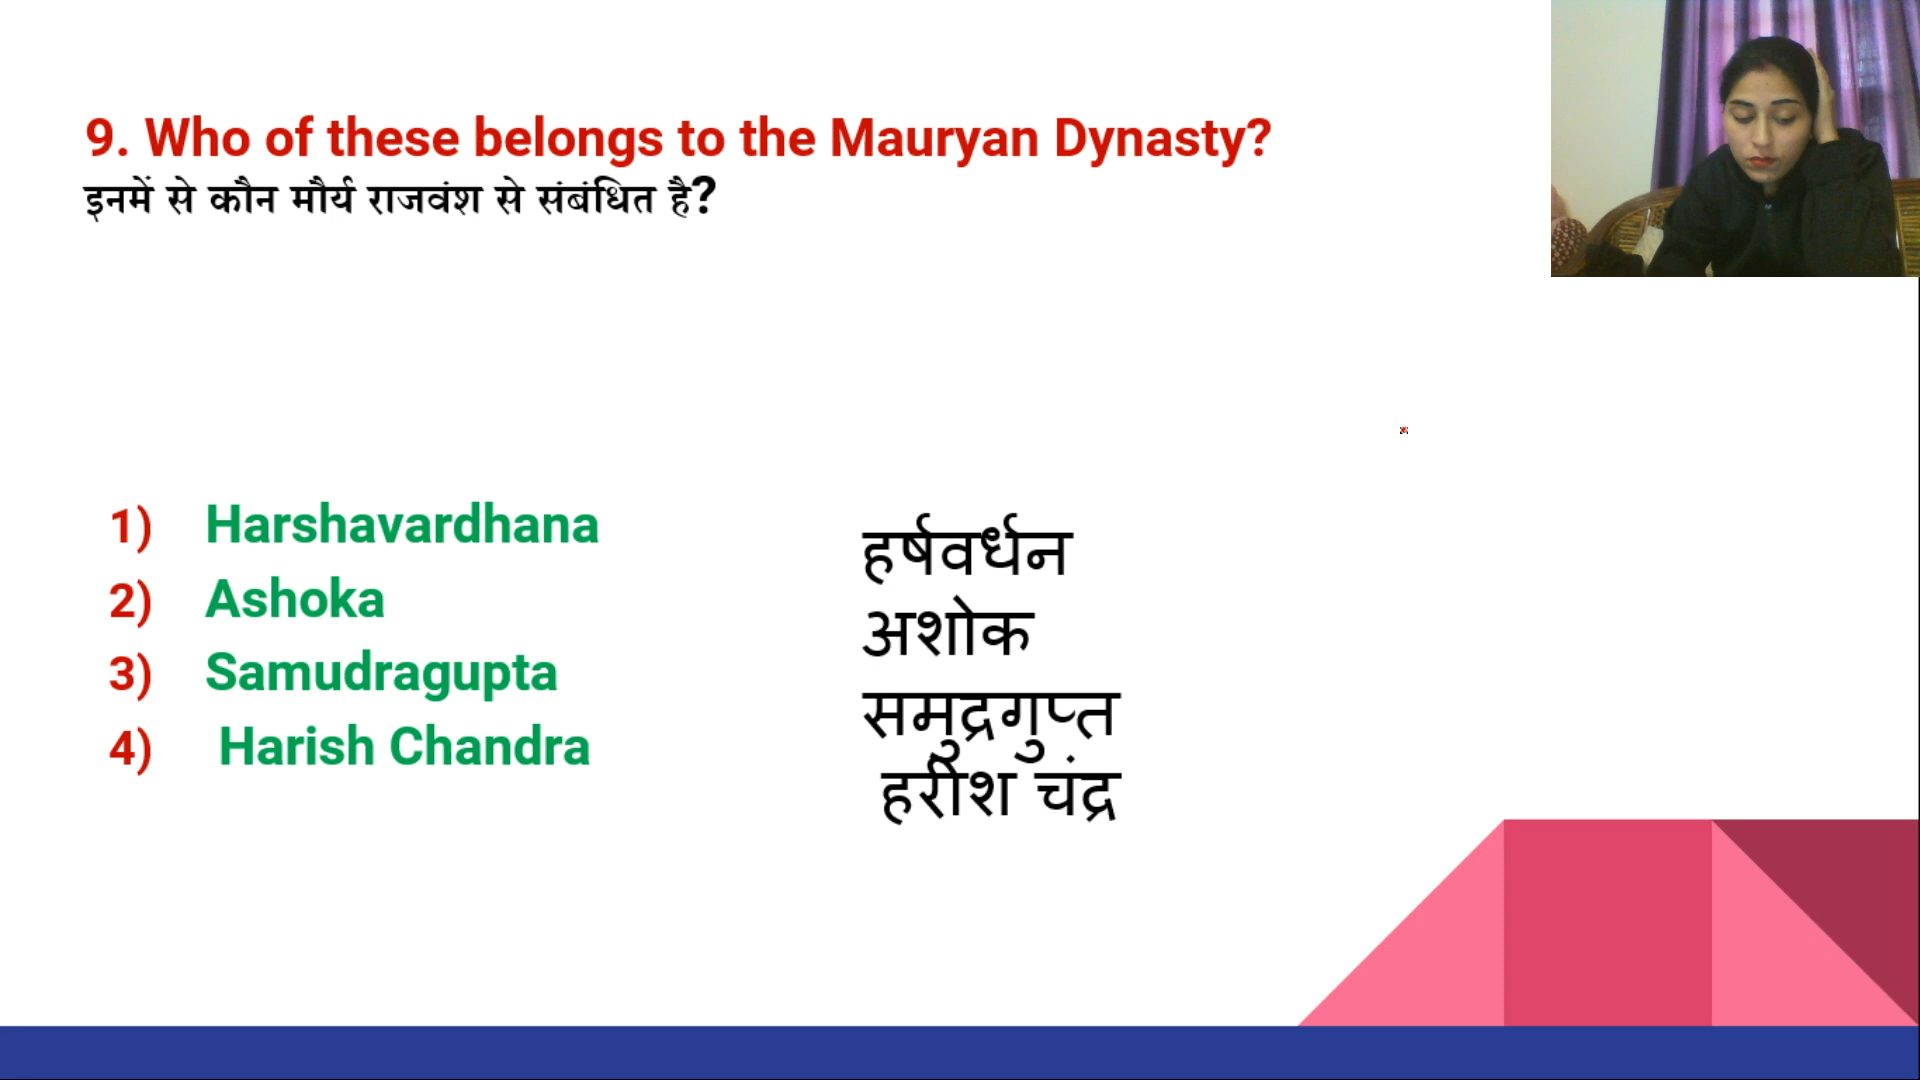 9. Who of these belongs to the Mauryan Dynasty?
इनमें से कौन मौर्य राजवंश से संबंधित है?
1) Harshavardhana
2) Ashoka
3) Samudragupta
4) Harish Chandra
हर्षवर्धन
अशोक
समुद्रगुप्त
हरीश चंद्र